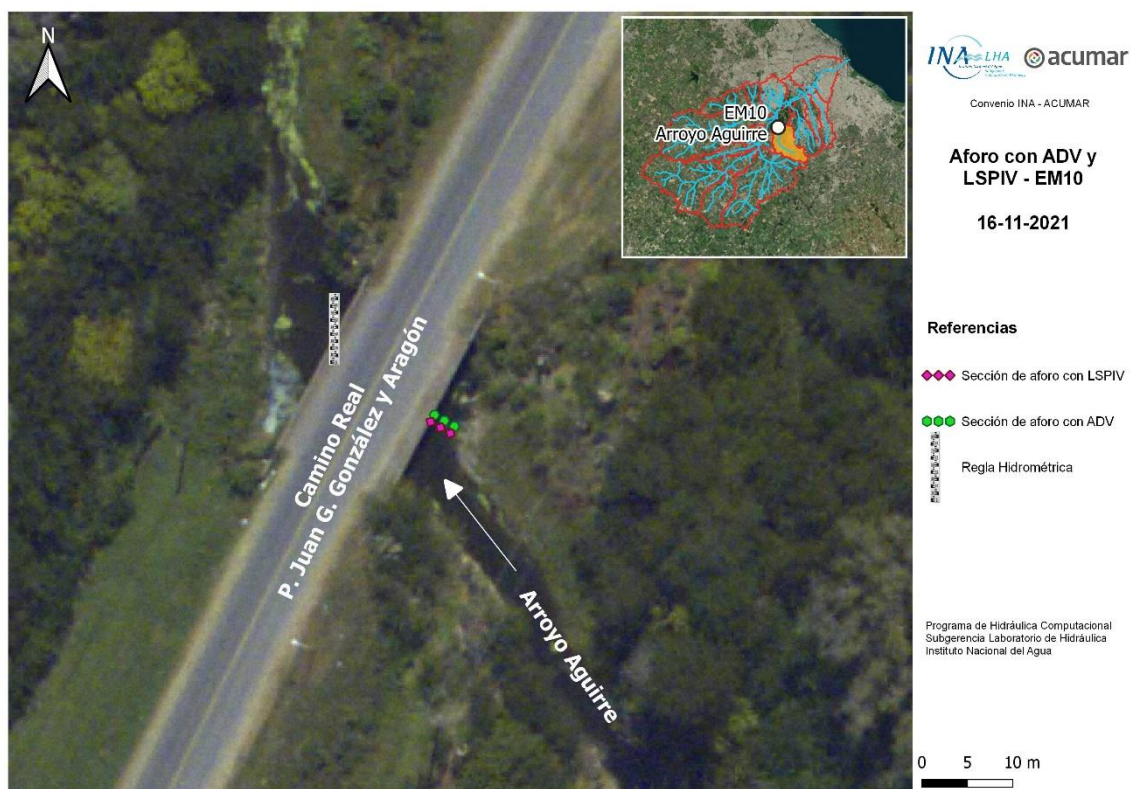 N
EM10
Arroyo Aguirre
Camino Real
P. Juan G. González y Aragón
Arroyo Aguirre
INA LHA
acumar
Convenio INA - ACUMAR
Aforo con ADV y
LSPIV - EM10
16-11-2021
Referencias
Sección de aforo con LSPIV
Sección de aforo con ADV
Regla Hidrométrica
Programa de Hidráulica Computacional
Subgerencia Laboratorio de Hidráulica
Instituto Nacional del Agua
0 5 10 m